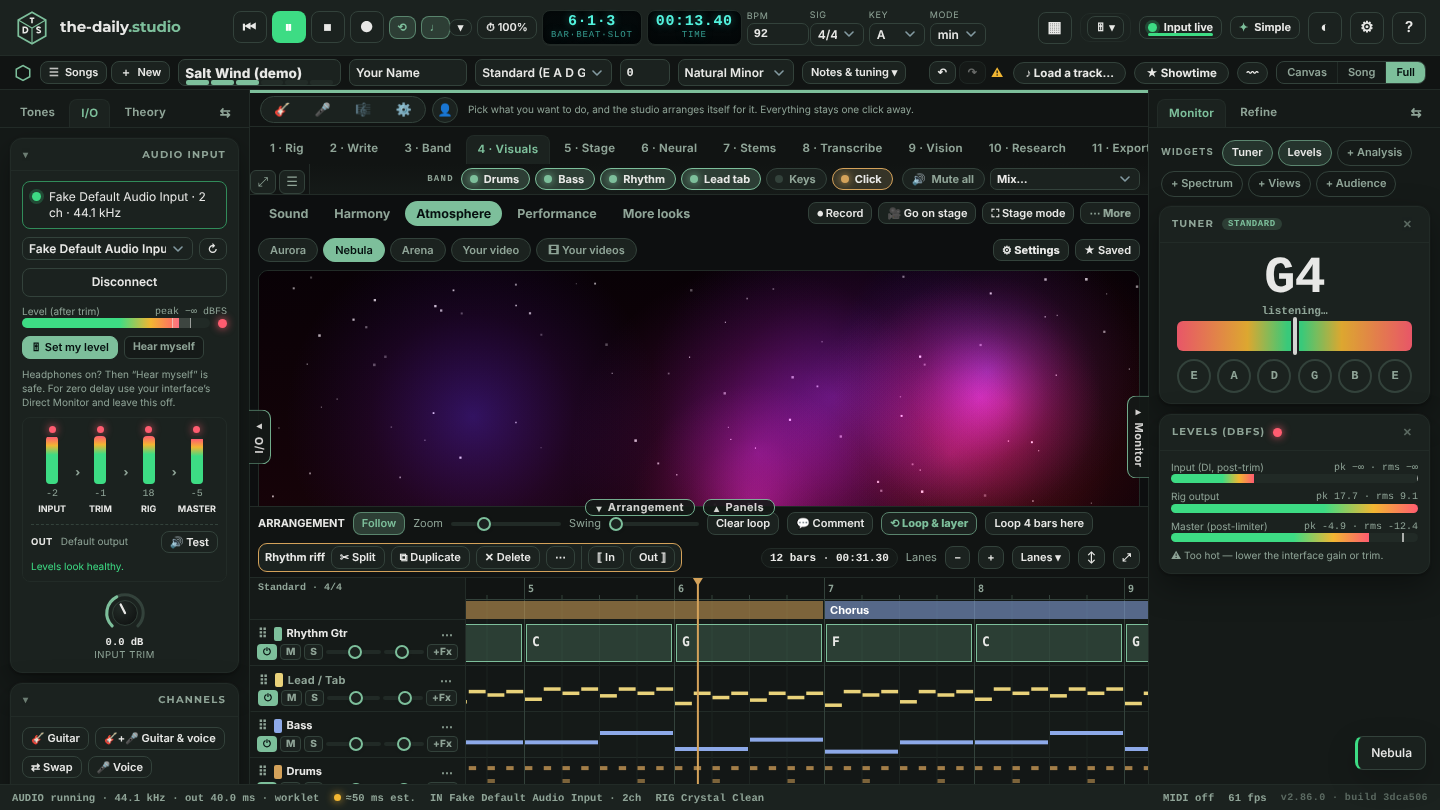 T D S
the-daily.studio
100%
6·1·3
BAR·BEAT·SLOT
00:13.40
TIME
BPM
92
SIG
4/4
KEY
A
MODE
min
Input live
Simple
?
Songs
+ New
Salt Wind (demo)
Your Name
Standard (E A D G
0
Natural Minor
Notes & tuning ▾
Load a track…
★ Showtime
Canvas
Song
Full
Tones
I/O
Theory
Pick what you want to do, and the studio arranges itself for it. Everything stays one click away.
1 · Rig
2 · Write
3 · Band
4 · Visuals
5 · Stage
6 · Neural
7 · Stems
8 · Transcribe
9 · Vision
10 · Research
11 · Export
BAND
Drums
Bass
Rhythm
Lead tab
Keys
Click
Mute all
Mix…
Sound
Harmony
Atmosphere
Performance
More looks
Record
Go on stage
Stage mode
··· More
Aurora
Nebula
Arena
Your video
Your videos
Settings
★ Saved
AUDIO INPUT
Fake Default Audio Input · 2
ch · 44.1 kHz
Fake Default Audio Inpu
Disconnect
Level (after trim)
peak −∞ dBFS
Set my level
Hear myself
Headphones on? Then “Hear myself” is
safe. For zero delay use your interface’s
Direct Monitor and leave this off.
-2
-1
18
-5
INPUT
TRIM
RIG
MASTER
OUT
Default output
Test
Levels look healthy.
0.0 dB
INPUT TRIM
CHANNELS
Guitar
+ Guitar & voice
Swap
Voice
I/O
Monitor
Arrangement
Panels
ARRANGEMENT
Follow
Zoom
Swing
Clear loop
Comment
Loop & layer
Loop 4 bars here
Rhythm riff
Split
Duplicate
Delete
···
⟦ In
Out ⟧
12 bars · 00:31.30
Lanes
−
+
Lanes ▾
Standard · 4/4
5
6
7
8
9
Chorus
Rhythm Gtr
M
S
+Fx
C
G
F
C
G
Lead / Tab
M
S
+Fx
Bass
M
S
+Fx
Drums
Monitor
Refine
WIDGETS
Tuner
Levels
+ Analysis
+ Spectrum
+ Views
+ Audience
TUNER
STANDARD
×
G4
listening…
E
A
D
G
B
E
LEVELS (DBFS)
×
Input (DI, post-trim)
pk −∞ · rms −∞
Rig output
pk 17.7 · rms 9.1
Master (post-limiter)
pk -4.9 · rms -12.4
Too hot — lower the interface gain or trim.
Nebula
AUDIO running · 44.1 kHz · out 40.0 ms · worklet
≈50 ms est.
IN Fake Default Audio Input · 2ch
RIG Crystal Clean
MIDI off
61 fps
v2.86.0 · build 3dca506